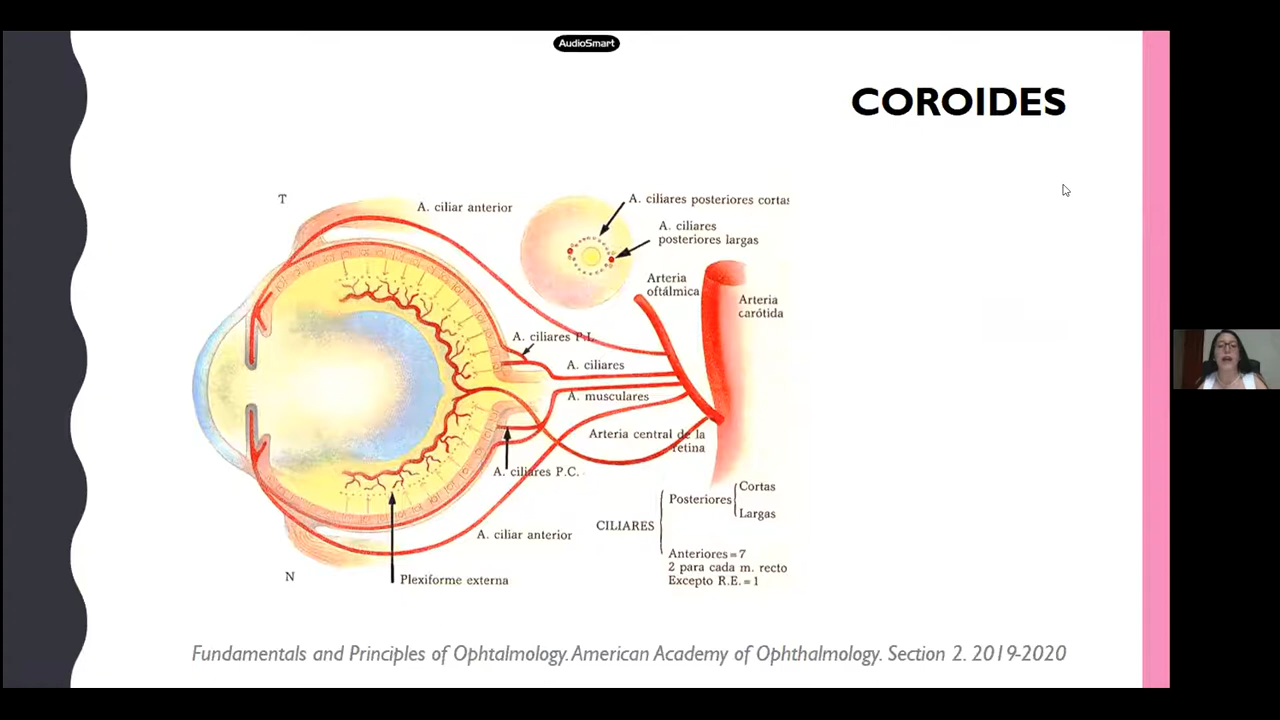 AudioSmart
COROIDES
T
A. ciliar anterior
A. ciliares posteriores cortas
A. ciliares
posteriores largas
Arteria
oftálmica
Arteria
carótida
A. ciliares P.L.
A. ciliares
A. musculares
Arteria central de la
retina
A. ciliares P.C.
CILIARES
Posteriores
Cortas
Largas
Anteriores = 7
2 para cada m. recto
Excepto R.E. = 1
A. ciliar anterior
N
Plexiforme externa
Fundamentals and Principles of Ophtalmology. American Academy of Ophthalmology. Section 2. 2019-2020